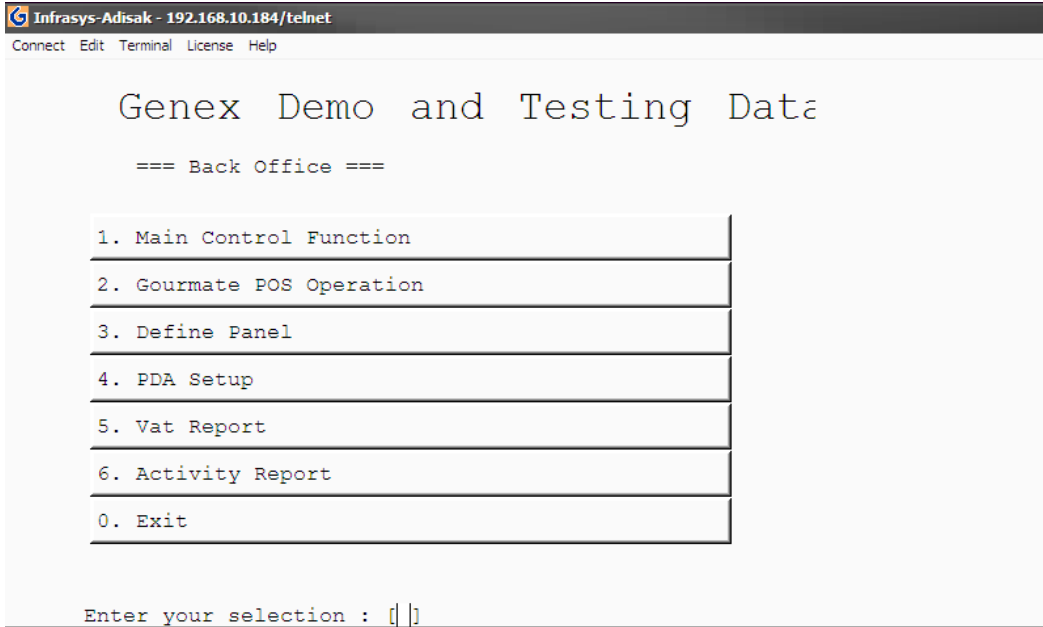 Infrasys-Adisak - 192.168.10.184/telnet
Connect Edit Terminal License Help
Genex Demo and Testing Data
=== Back Office ===
1. Main Control Function
2. Gourmate POS Operation
3. Define Panel
4. PDA Setup
5. Vat Report
6. Activity Report
0. Exit
Enter your selection : [ ]